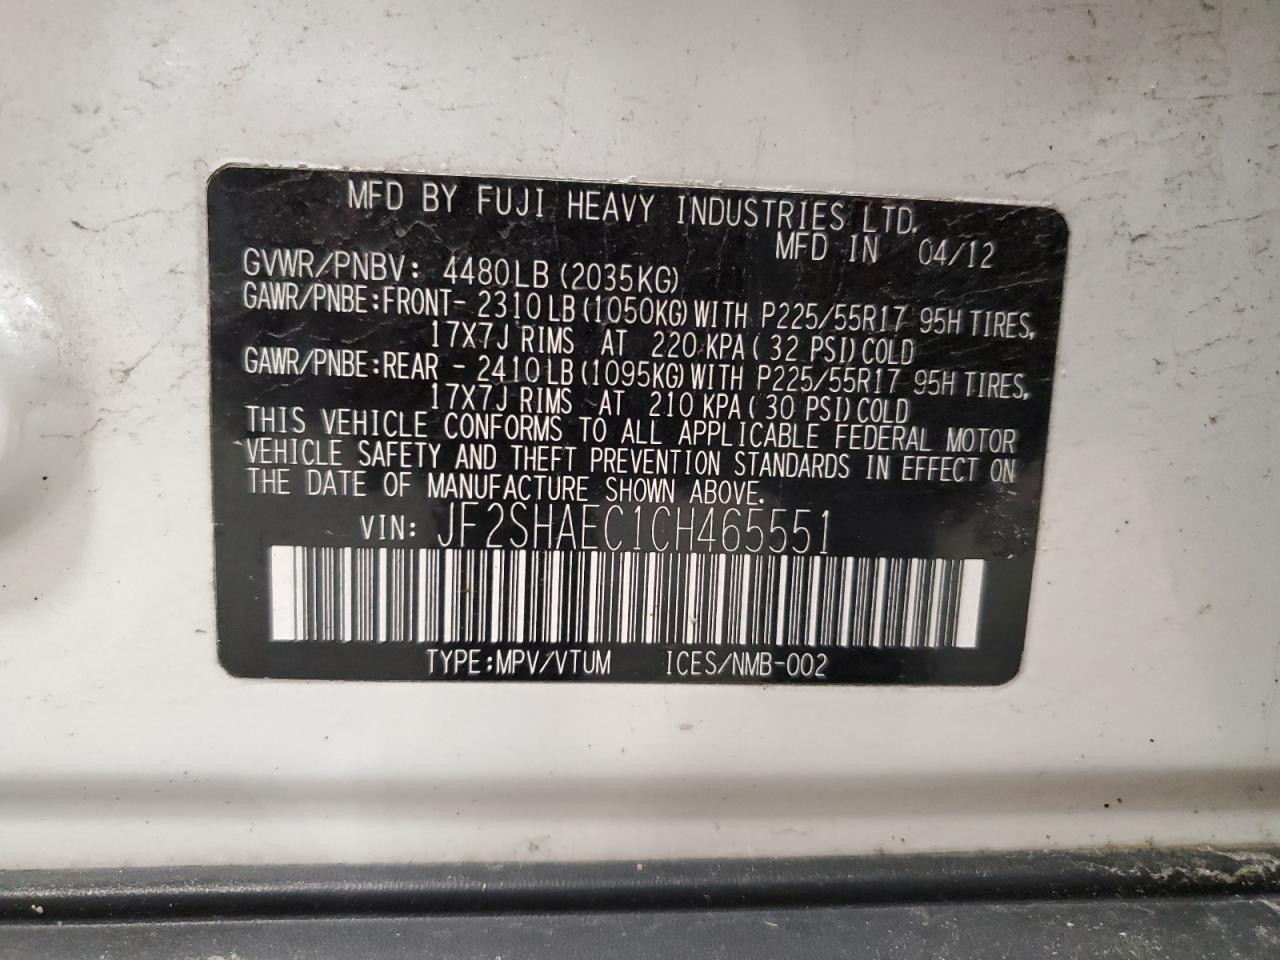 MFD BY FUJI HEAVY INDUSTRIES LTD.
MFD IN 04/12
GVWR/PNBV: 4480LB (2035KG)
GAWR/PNBE:FRONT- 2310LB (1050KG) WITH P225/55R17 95H TIRES,
17X7J RIMS AT 220 KPA ( 32 PSI) COLD
GAWR/PNBE:REAR - 2410LB (1095KG) WITH P225/55R17 95H TIRES,
17X7J RIMS AT 210 KPA ( 30 PSI) COLD
THIS VEHICLE CONFORMS TO ALL APPLICABLE FEDERAL MOTOR
VEHICLE SAFETY AND THEFT PREVENTION STANDARDS IN EFFECT ON
THE DATE OF MANUFACTURE SHOWN ABOVE.
VIN: JF2SHAEC1CH465551
TYPE:MPV/VTUM ICES/NMB-002